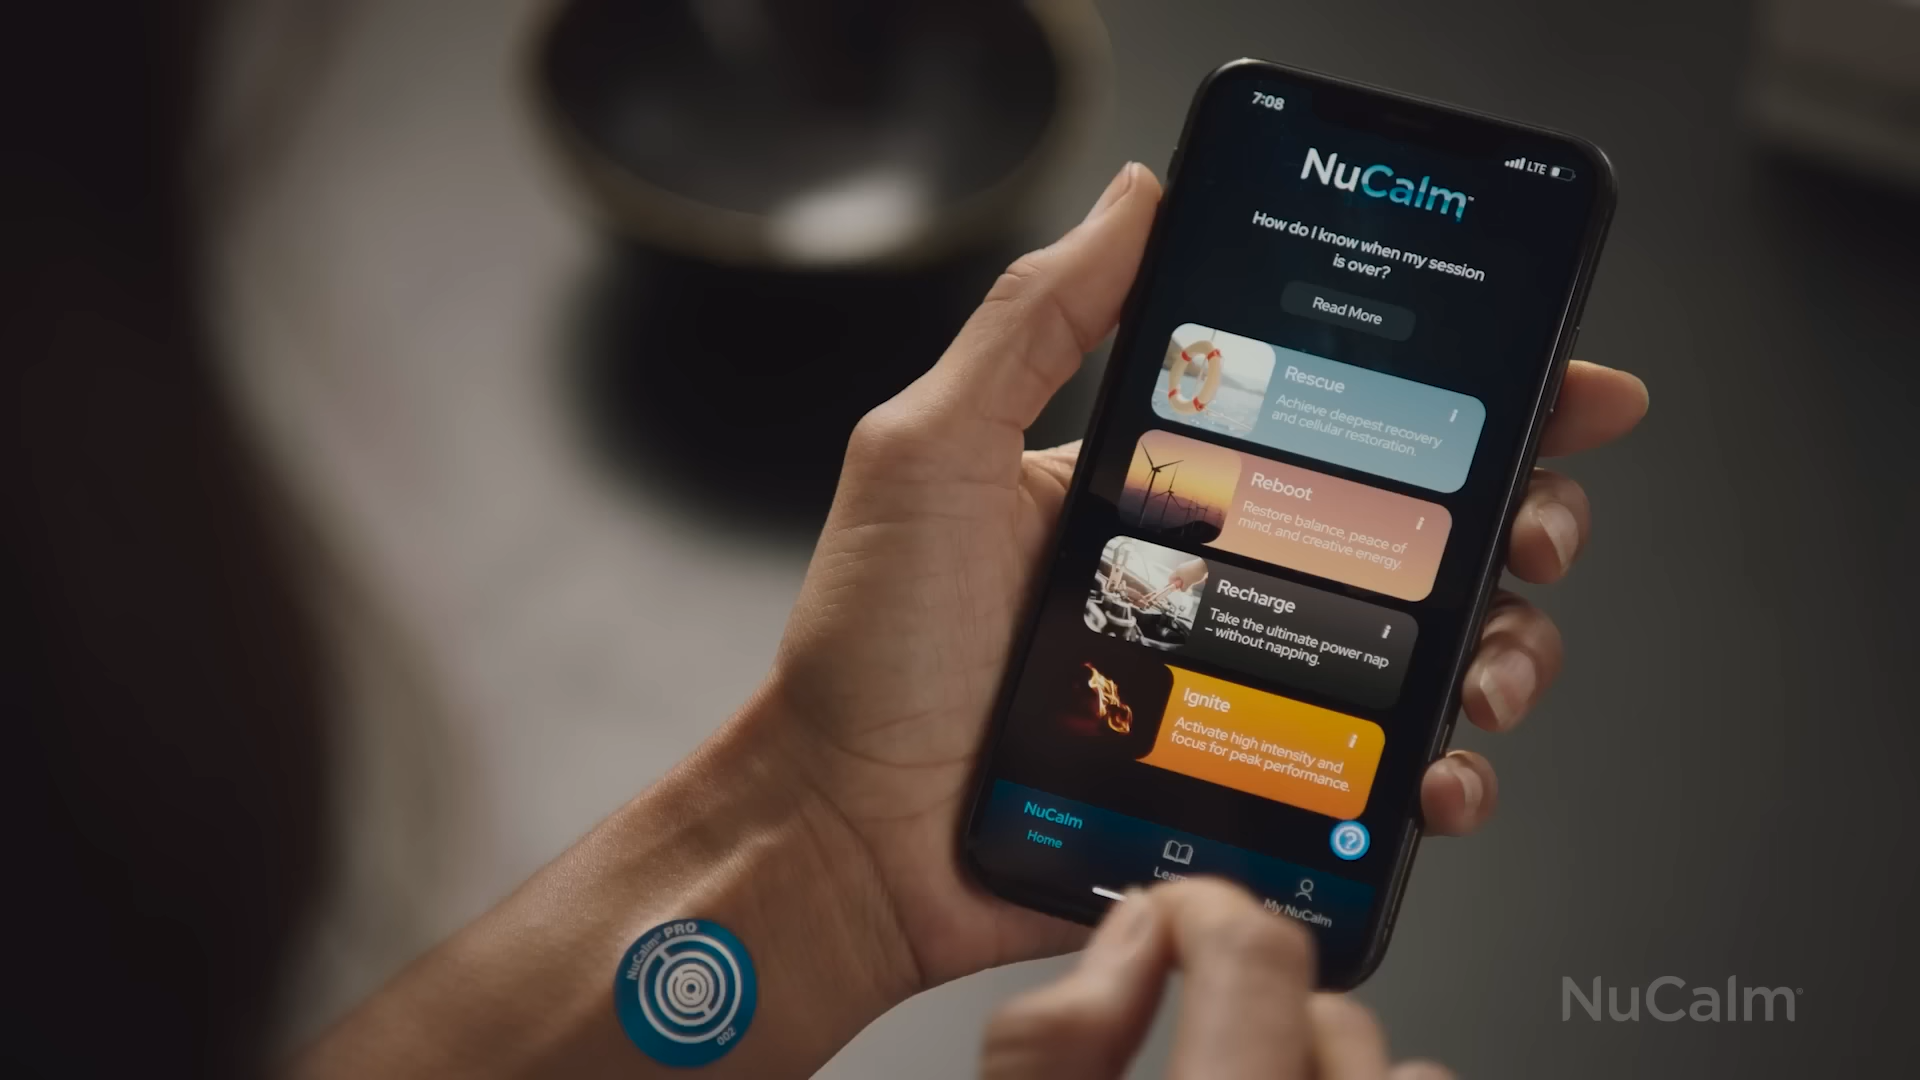 7:08
LTE
NuCalm™
How do I know when my session
is over?
Read More
Rescue
Achieve deepest recovery
and cellular restoration.
Reboot
Restore balance, peace of
mind, and creative energy.
Recharge
Take the ultimate power nap
– without napping.
Ignite
Activate high intensity and
focus for peak performance.
NuCalm
Home
Learn
My NuCalm
?
NuCalm® PRO
002
NuCalm®